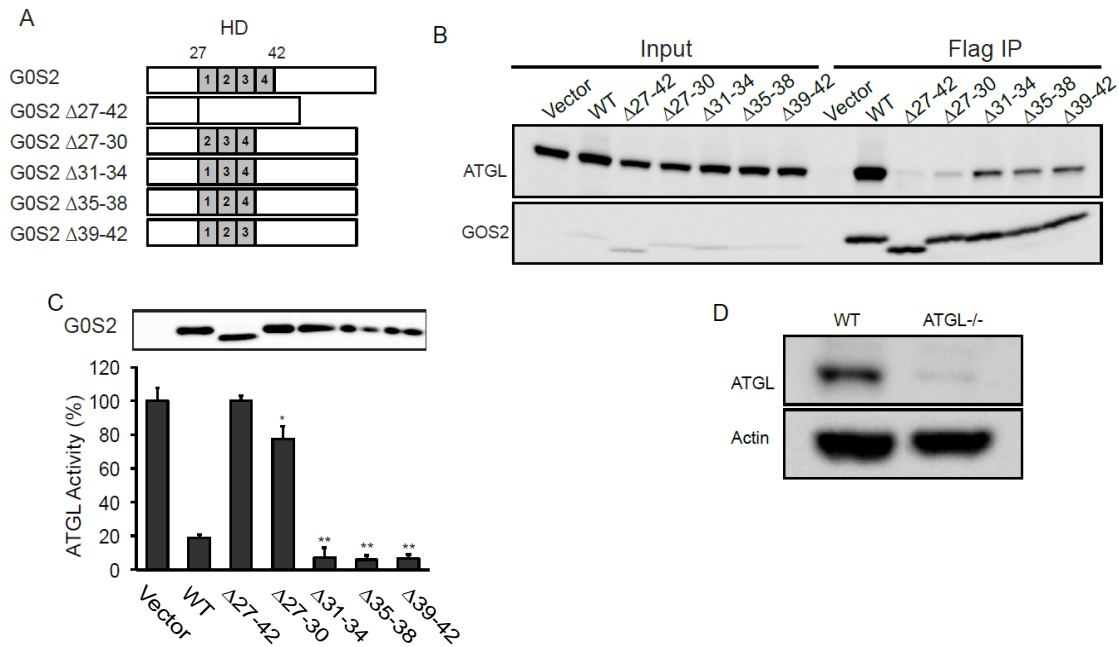 A
HD
27 42
G0S2 1 2 3 4
G0S2 Δ27-42
G0S2 Δ27-30 2 3 4
G0S2 Δ31-34 1 3 4
G0S2 Δ35-38 1 2 4
G0S2 Δ39-42 1 2 3
B
Input Flag IP
Vector WT Δ27-42 Δ27-30 Δ31-34 Δ35-38 Δ39-42 Vector WT Δ27-42 Δ27-30 Δ31-34 Δ35-38 Δ39-42
ATGL
GOS2
C
G0S2
ATGL Activity (%)
120
100
80
60
40
20
0
* ** ** **
Vector WT Δ27-42 Δ27-30 Δ31-34 Δ35-38 Δ39-42
D
WT ATGL-/-
ATGL
Actin